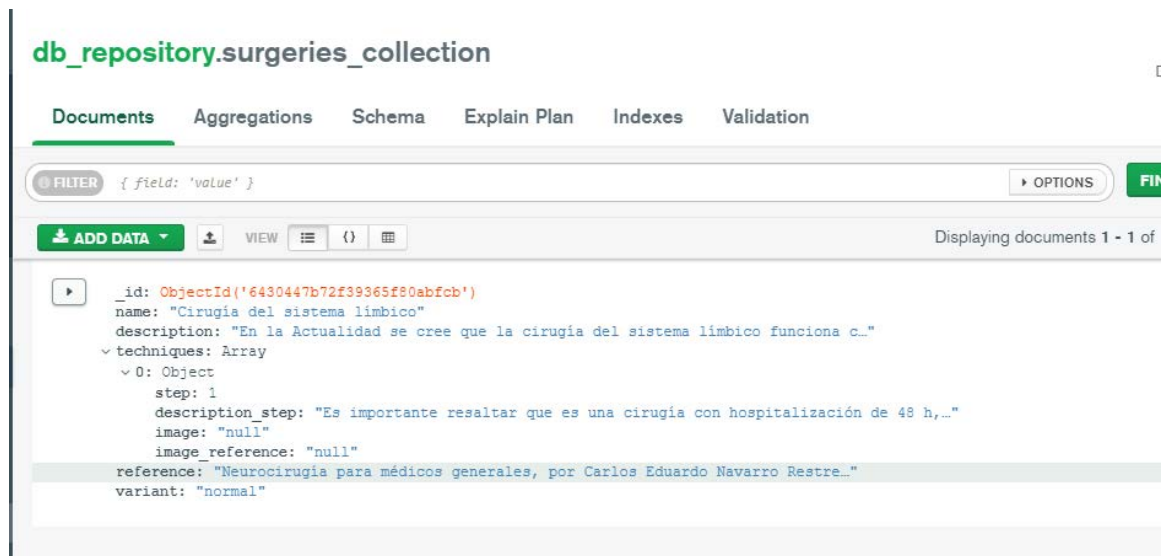 db_repository.surgeries_collection
Documents Aggregations Schema Explain Plan Indexes Validation
FILTER { field: 'value' } OPTIONS
ADD DATA VIEW {} Displaying documents 1 - 1 of
_id: ObjectId('6430447b72f39365f80abfcb')
name: "Cirugía del sistema límbico"
description: "En la Actualidad se cree que la cirugía del sistema límbico funciona c…"
techniques: Array
0: Object
step: 1
description_step: "Es importante resaltar que es una cirugía con hospitalización de 48 h,…"
image: "null"
image_reference: "null"
reference: "Neurocirugía para médicos generales, por Carlos Eduardo Navarro Restre…"
variant: "normal"